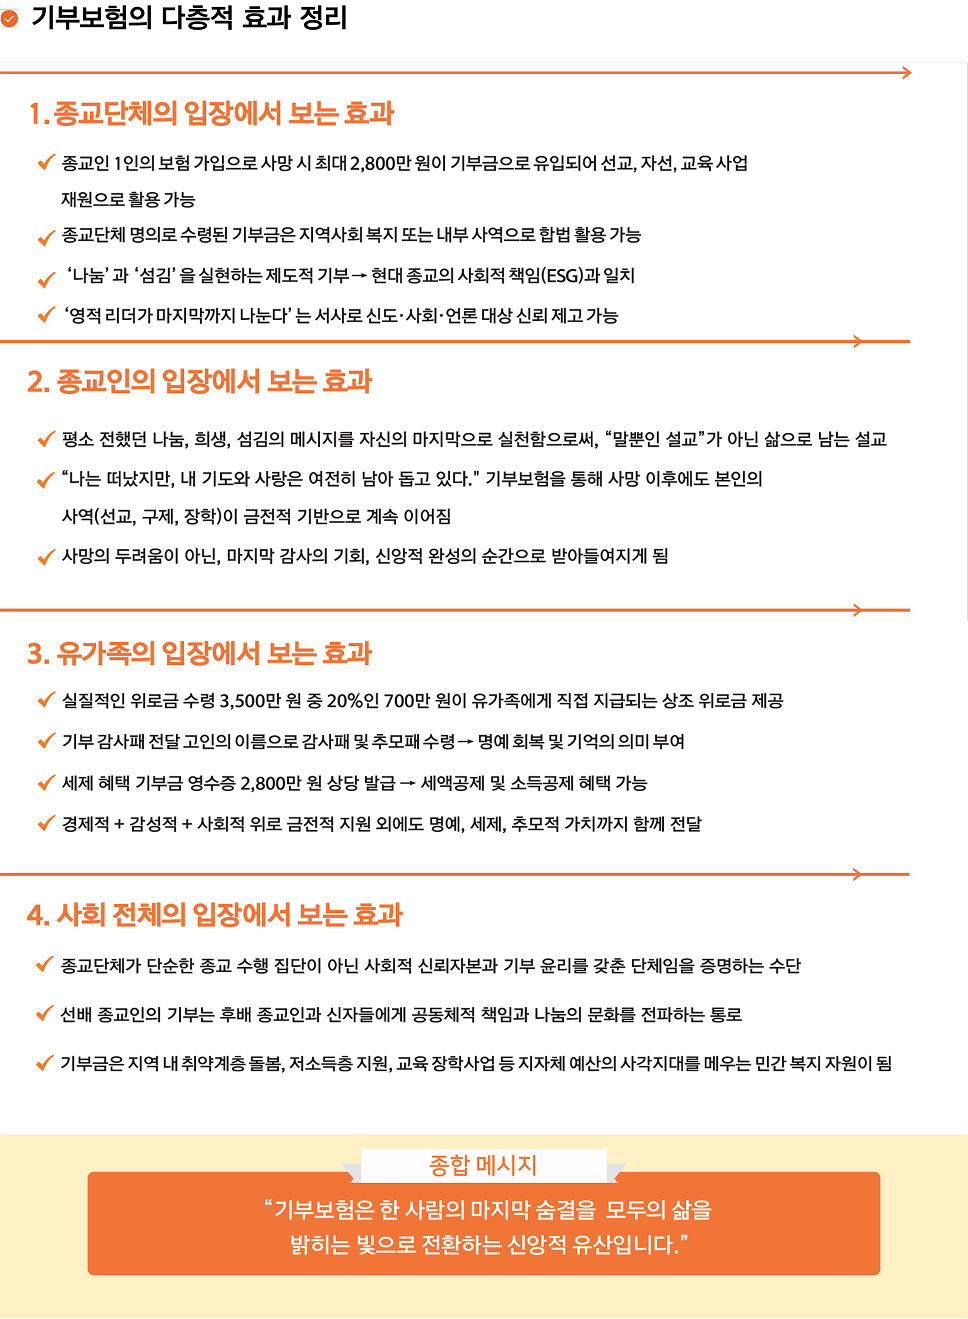 기부보험의 다층적 효과 정리
1. 종교단체의 입장에서 보는 효과
종교인 1인의 보험 가입으로 사망 시 최대 2,800만 원이 기부금으로 유입되어 선교, 자선, 교육 사업
재원으로 활용 가능
종교단체 명의로 수령된 기부금은 지역사회 복지 또는 내부 사역으로 합법 활용 가능
‘나눔’과 ‘섬김’을 실현하는 제도적 기부→ 현대 종교의 사회적 책임(ESG)과 일치
‘영적 리더가 마지막까지 나눈다’는 서사로 신도·사회·언론 대상 신뢰 제고 가능
2. 종교인의 입장에서 보는 효과
평소 전했던 나눔, 희생, 섬김의 메시지를 자신의 마지막으로 실천함으로써, “말뿐인 설교”가 아닌 삶으로 남는 설교
“나는 떠났지만, 내 기도와 사랑은 여전히 남아 돕고 있다." 기부보험을 통해 사망 이후에도 본인의
사역(선교, 구제, 장학)이 금전적 기반으로 계속 이어짐
사망의 두려움이 아닌, 마지막 감사의 기회, 신앙적 완성의 순간으로 받아들여지게 됨
3. 유가족의 입장에서 보는 효과
실질적인 위로금 수령 3,500만 원 중 20%인 700만 원이 유가족에게 직접 지급되는 상조 위로금 제공
기부 감사패 전달 고인의 이름으로 감사패 및 추모패 수령→ 명예 회복 및 기억의 의미 부여
세제 혜택 기부금 영수증 2,800만 원 상당 발급 → 세액공제 및 소득공제 혜택 가능
경제적 + 감성적 + 사회적 위로 금전적 지원 외에도 명예, 세제, 추모적 가치까지 함께 전달
4. 사회 전체의 입장에서 보는 효과
종교단체가 단순한 종교 수행 집단이 아닌 사회적 신뢰자본과 기부 윤리를 갖춘 단체임을 증명하는 수단
선배 종교인의 기부는 후배 종교인과 신자들에게 공동체적 책임과 나눔의 문화를 전파하는 통로
기부금은 지역 내 취약계층 돌봄, 저소득층 지원, 교육 장학사업 등 지자체 예산의 사각지대를 메우는 민간 복지 자원이 됨
종합 메시지
“기부보험은 한 사람의 마지막 숨결을 모두의 삶을
밝히는 빛으로 전환하는 신앙적 유산입니다.”